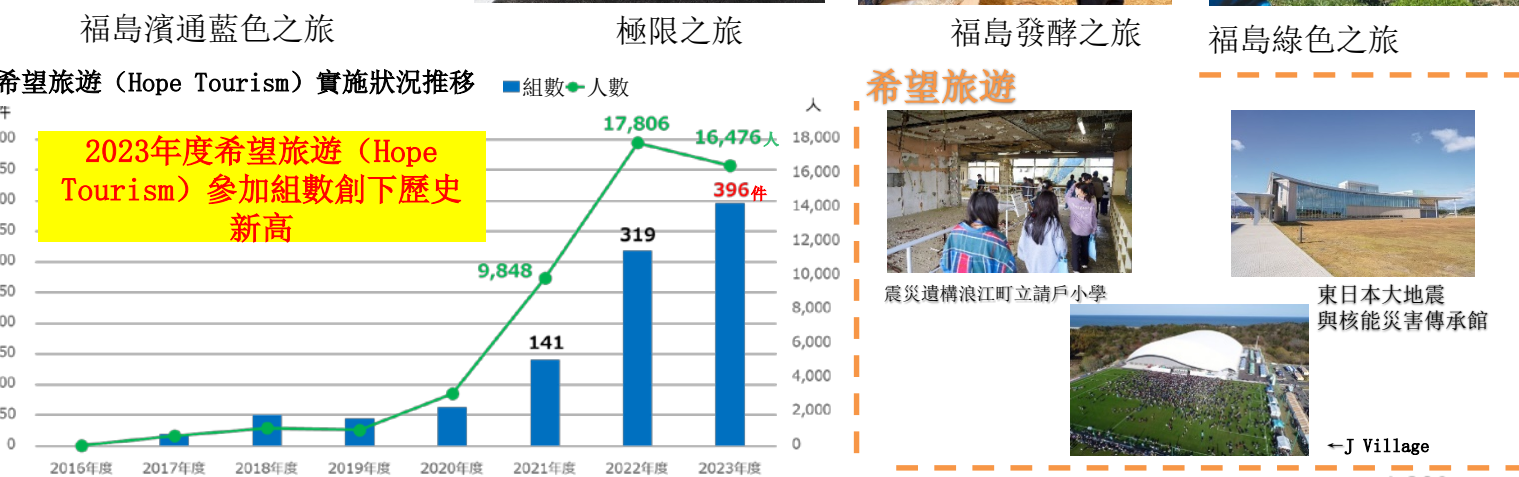 福島濱通藍色之旅
極限之旅
福島發酵之旅
福島綠色之旅
希望旅遊（Hope Tourism）實施狀況推移
組數
人數
件
人
2023年度希望旅遊（Hope
Tourism）參加組數創下歷史
新高
17,806
16,476人
396件
319
9,848
141
50
50
50
50
50
0
18,000
16,000
14,000
12,000
10,000
8,000
6,000
4,000
2,000
0
2016年度
2017年度
2018年度
2019年度
2020年度
2021年度
2022年度
2023年度
希望旅遊
震災遺構浪江町立請戶小學
東日本大地震
與核能災害傳承館
←J Village